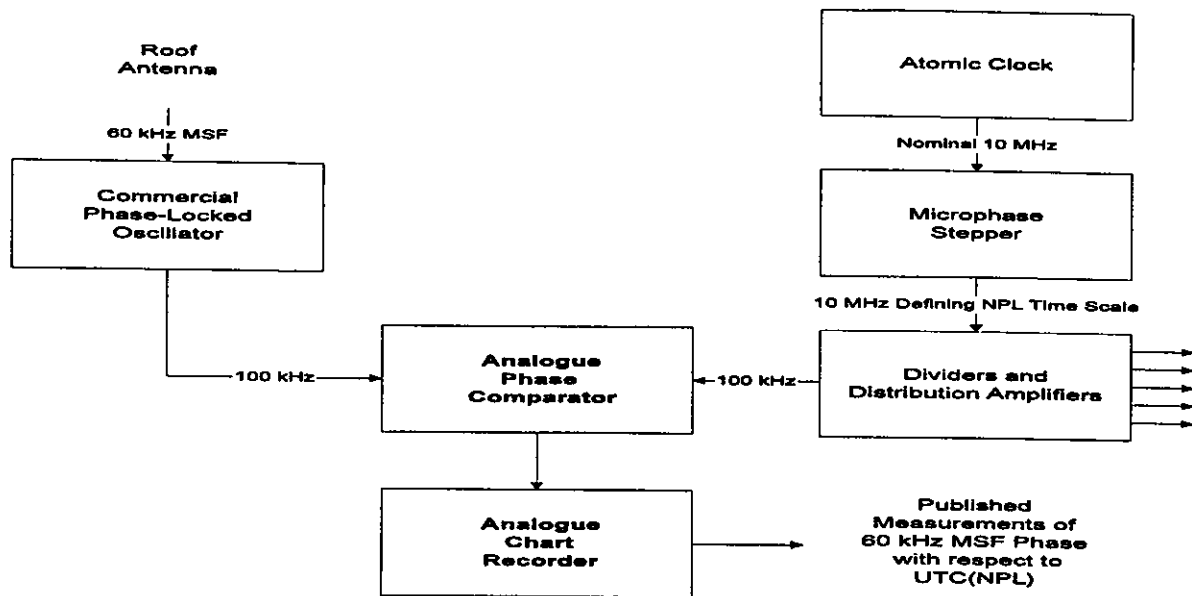 Roof
Antenna
60 kHz MSF
Commercial
Phase-Locked
Oscillator
Atomic Clock
Nominal 10 MHz
Microphase
Stepper
10 MHz Defining NPL Time Scale
Dividers and
Distribution Amplifiers
100 kHz
Analogue
Phase
Comparator
100 kHz
Analogue
Chart
Recorder
Published
Measurements of
60 kHz MSF Phase
with respect to
UTC(NPL)